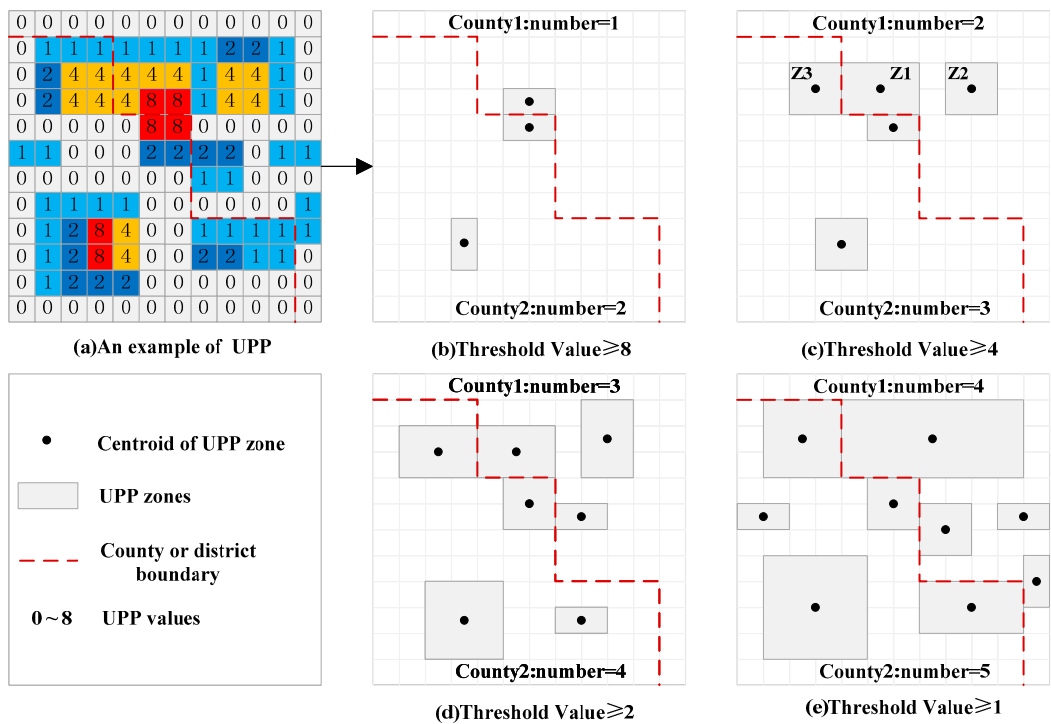 0 0 0 0 0 0 0 0 0 0 0 0
0 1 1 1 1 1 1 1 2 2 1 0
0 2 4 4 4 4 4 1 4 4 1 0
0 2 4 4 4 8 8 1 4 4 1 0
0 0 0 0 0 8 8 0 0 0 0 0
1 1 0 0 0 2 2 2 2 0 1 1
0 0 0 0 0 0 0 1 1 0 0 0
0 1 1 1 1 0 0 0 0 0 0 1
0 1 2 8 4 0 0 1 1 1 1 1
0 1 2 8 4 0 0 2 2 1 1 0
0 1 2 2 2 0 0 0 0 0 0 0
0 0 0 0 0 0 0 0 0 0 0 0
(a)An example of UPP
County1:number=1
County2:number=2
(b)Threshold Value≥8
County1:number=2
Z3 Z1 Z2
County2:number=3
(c)Threshold Value≥4
Centroid of UPP zone
UPP zones
County or district
boundary
0~8 UPP values
County1:number=3
County2:number=4
(d)Threshold Value≥2
County1:number=4
County2:number=5
(e)Threshold Value≥1